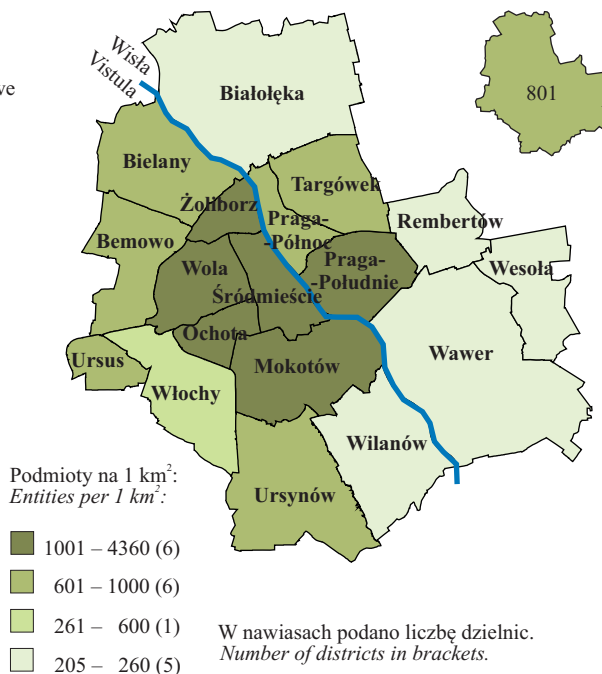 Wisła
Vistula
we
Białołęka
801
Bielany
Targówek
Żoliborz
Praga-
-Północ
Rembertów
Bemowo
Praga-
-Południe
Wesoła
Wola
Śródmieście
Ochota
Wawer
Ursus
Mokotów
Włochy
Wilanów
Ursynów
Podmioty na 1 km²:
Entities per 1 km²:
1001 – 4360 (6)
601 – 1000 (6)
261 – 600 (1)
205 – 260 (5)
W nawiasach podano liczbę dzielnic.
Number of districts in brackets.